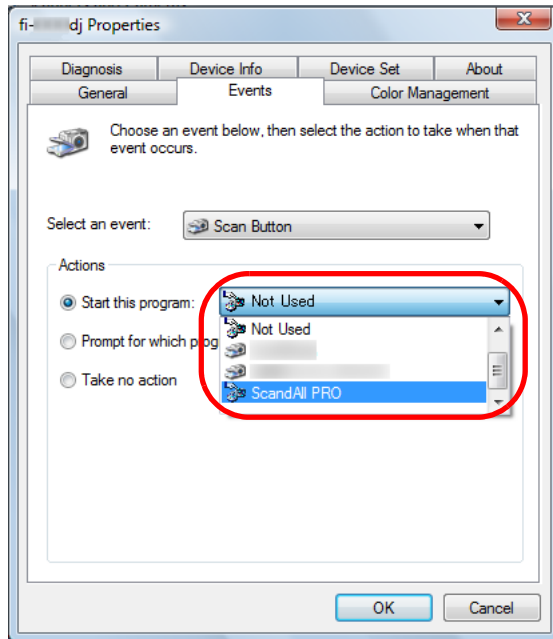 fi- dj Properties
Diagnosis Device Info Device Set About
General Events Color Management
Choose an event below, then select the action to take when that
event occurs.
Select an event: Scan Button
Actions
Start this program: Not Used
Not Used
Prompt for which prog
Take no action
ScandAll PRO
OK Cancel